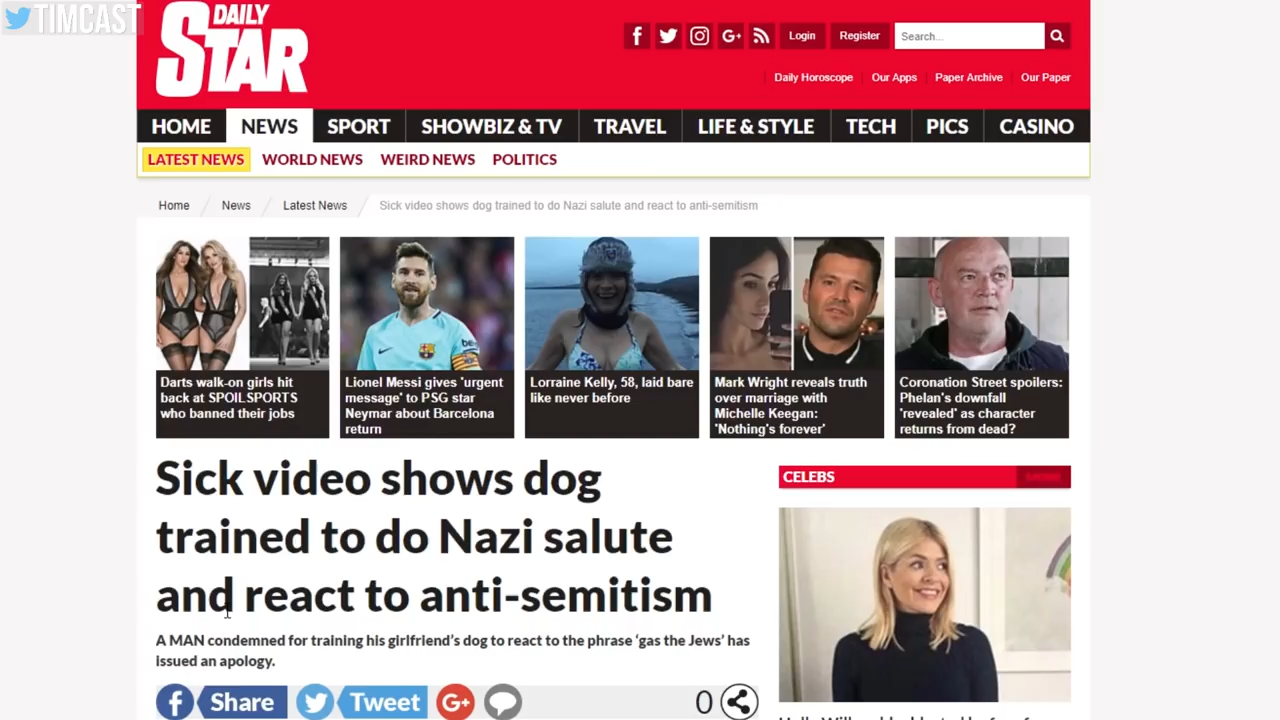 TIMCAST
DAILY
STAR
Login
Register
Search...
Daily Horoscope
Our Apps
Paper Archive
Our Paper
HOME
NEWS
SPORT
SHOWBIZ & TV
TRAVEL
LIFE & STYLE
TECH
PICS
CASINO
LATEST NEWS
WORLD NEWS
WEIRD NEWS
POLITICS
Home
News
Latest News
Sick video shows dog trained to do Nazi salute and react to anti-semitism
Darts walk-on girls hit
back at SPOILSPORTS
who banned their jobs
Lionel Messi gives 'urgent
message' to PSG star
Neymar about Barcelona
return
Lorraine Kelly, 58, laid bare
like never before
Mark Wright reveals truth
over marriage with
Michelle Keegan:
'Nothing's forever'
Coronation Street spoilers:
Phelan's downfall
'revealed' as character
returns from dead?
Sick video shows dog
trained to do Nazi salute
and react to anti-semitism
A MAN condemned for training his girlfriend's dog to react to the phrase 'gas the Jews' has
issued an apology.
Share
Tweet
G+
0
CELEBS